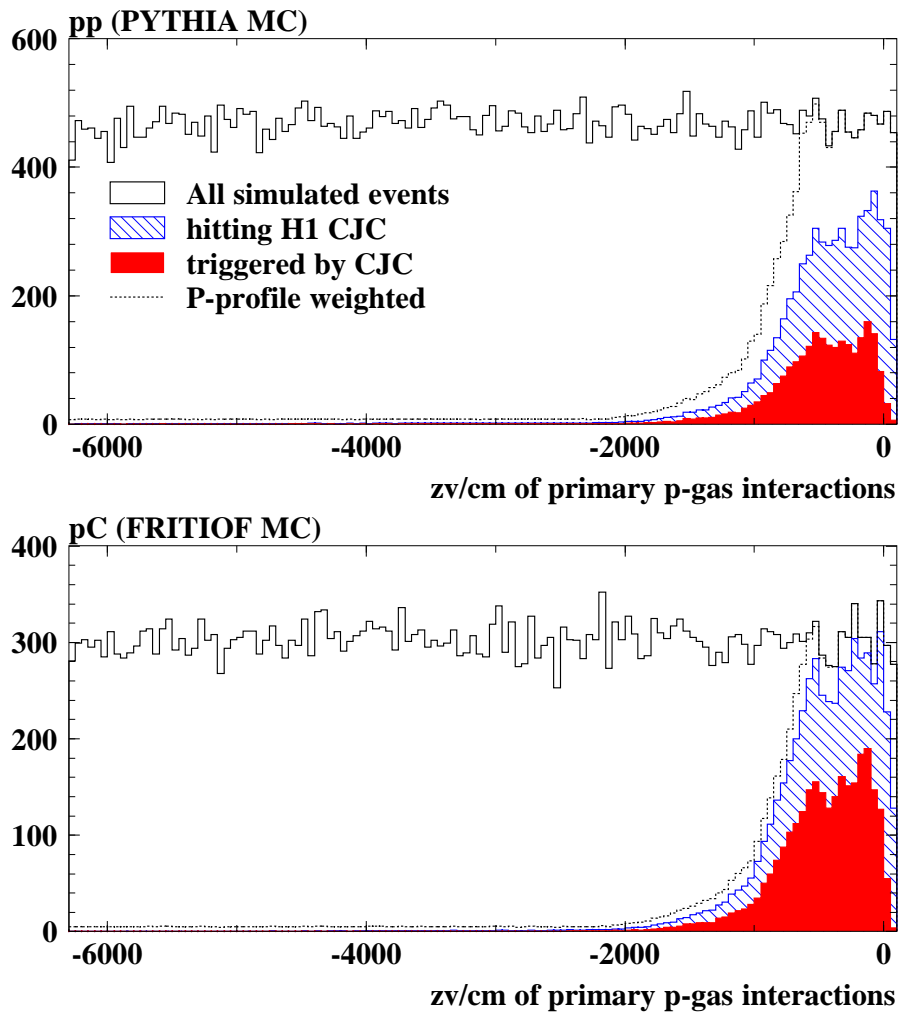 pp (PYTHIA MC)
600
400
200
0
All simulated events
hitting H1 CJC
triggered by CJC
P-profile weighted
-6000 -4000 -2000 0
zv/cm of primary p-gas interactions
pC (FRITIOF MC)
400
300
200
100
0
-6000 -4000 -2000 0
zv/cm of primary p-gas interactions